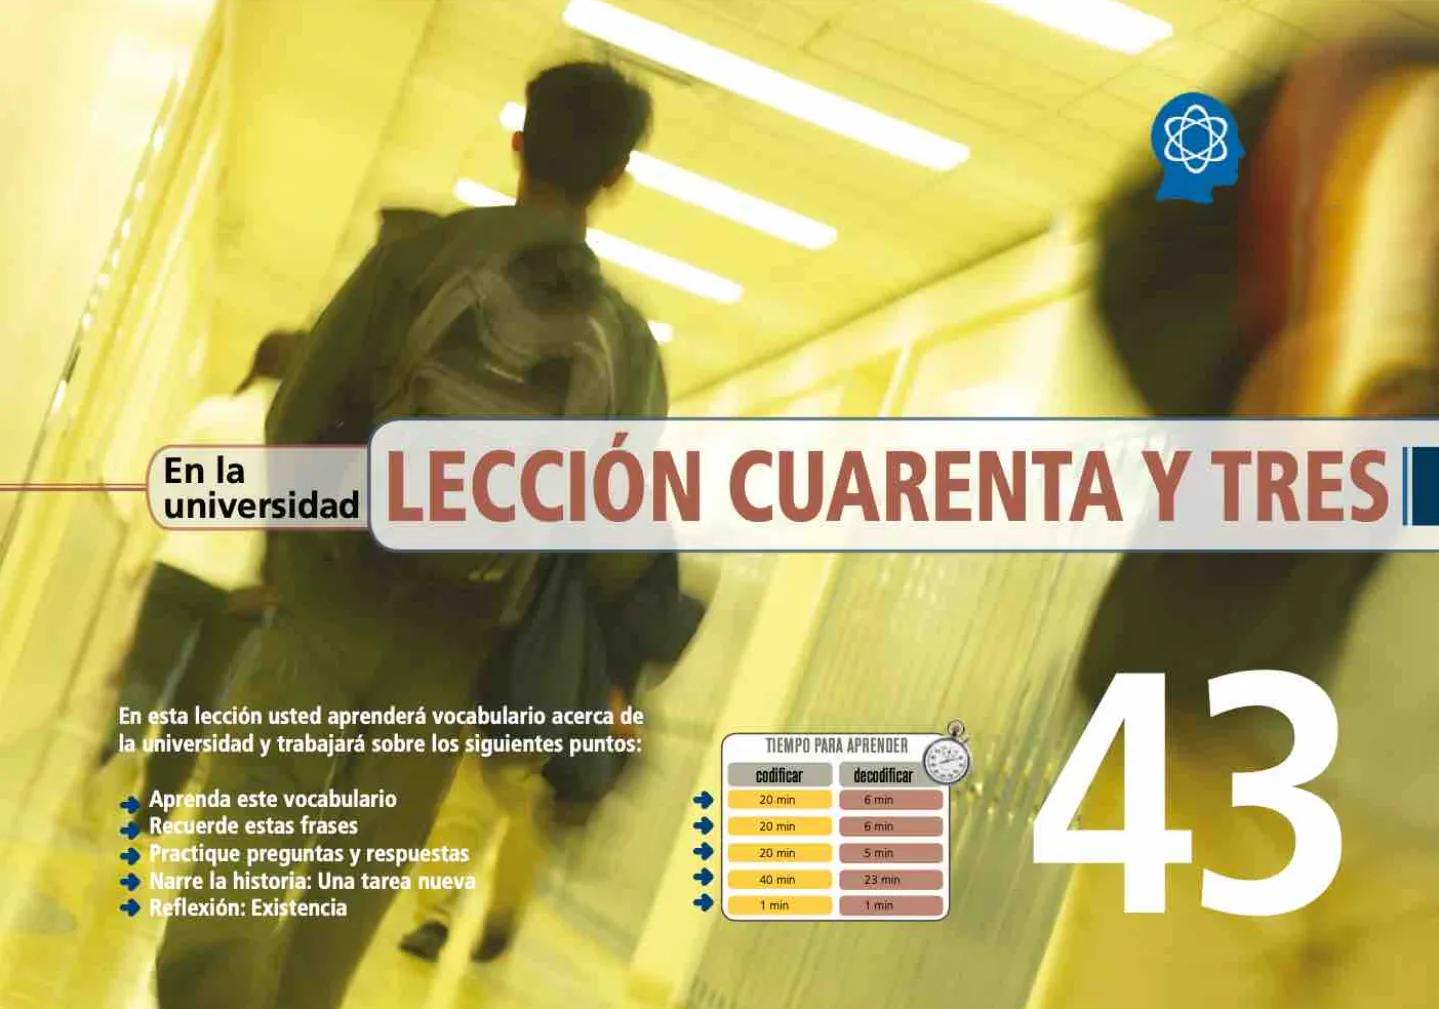 En la
universidad
LECCIÓN CUARENTA Y TRES
En esta lección usted aprenderá vocabulario acerca de
la universidad y trabajará sobre los siguientes puntos:
Aprenda este vocabulario
Recuerde estas frases
Practique preguntas y respuestas
Narre la historia: Una tarea nueva
Reflexión: Existencia
TIEMPO PARA APRENDER
codificar decodificar
20 min 6 min
20 min 6 min
20 min 5 min
40 min 23 min
1 min 1 min
43